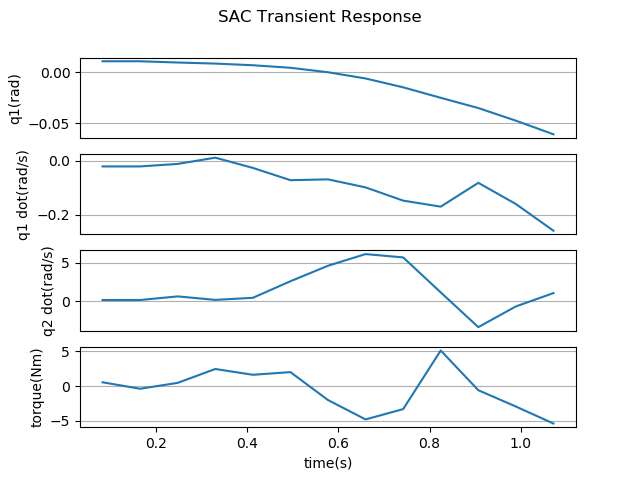 SAC Transient Response
q1(rad)
0.00
−0.05
q1 dot(rad/s)
0.0
−0.2
q2 dot(rad/s)
5
0
torque(Nm)
5
0
−5
0.2 0.4 0.6 0.8 1.0
time(s)